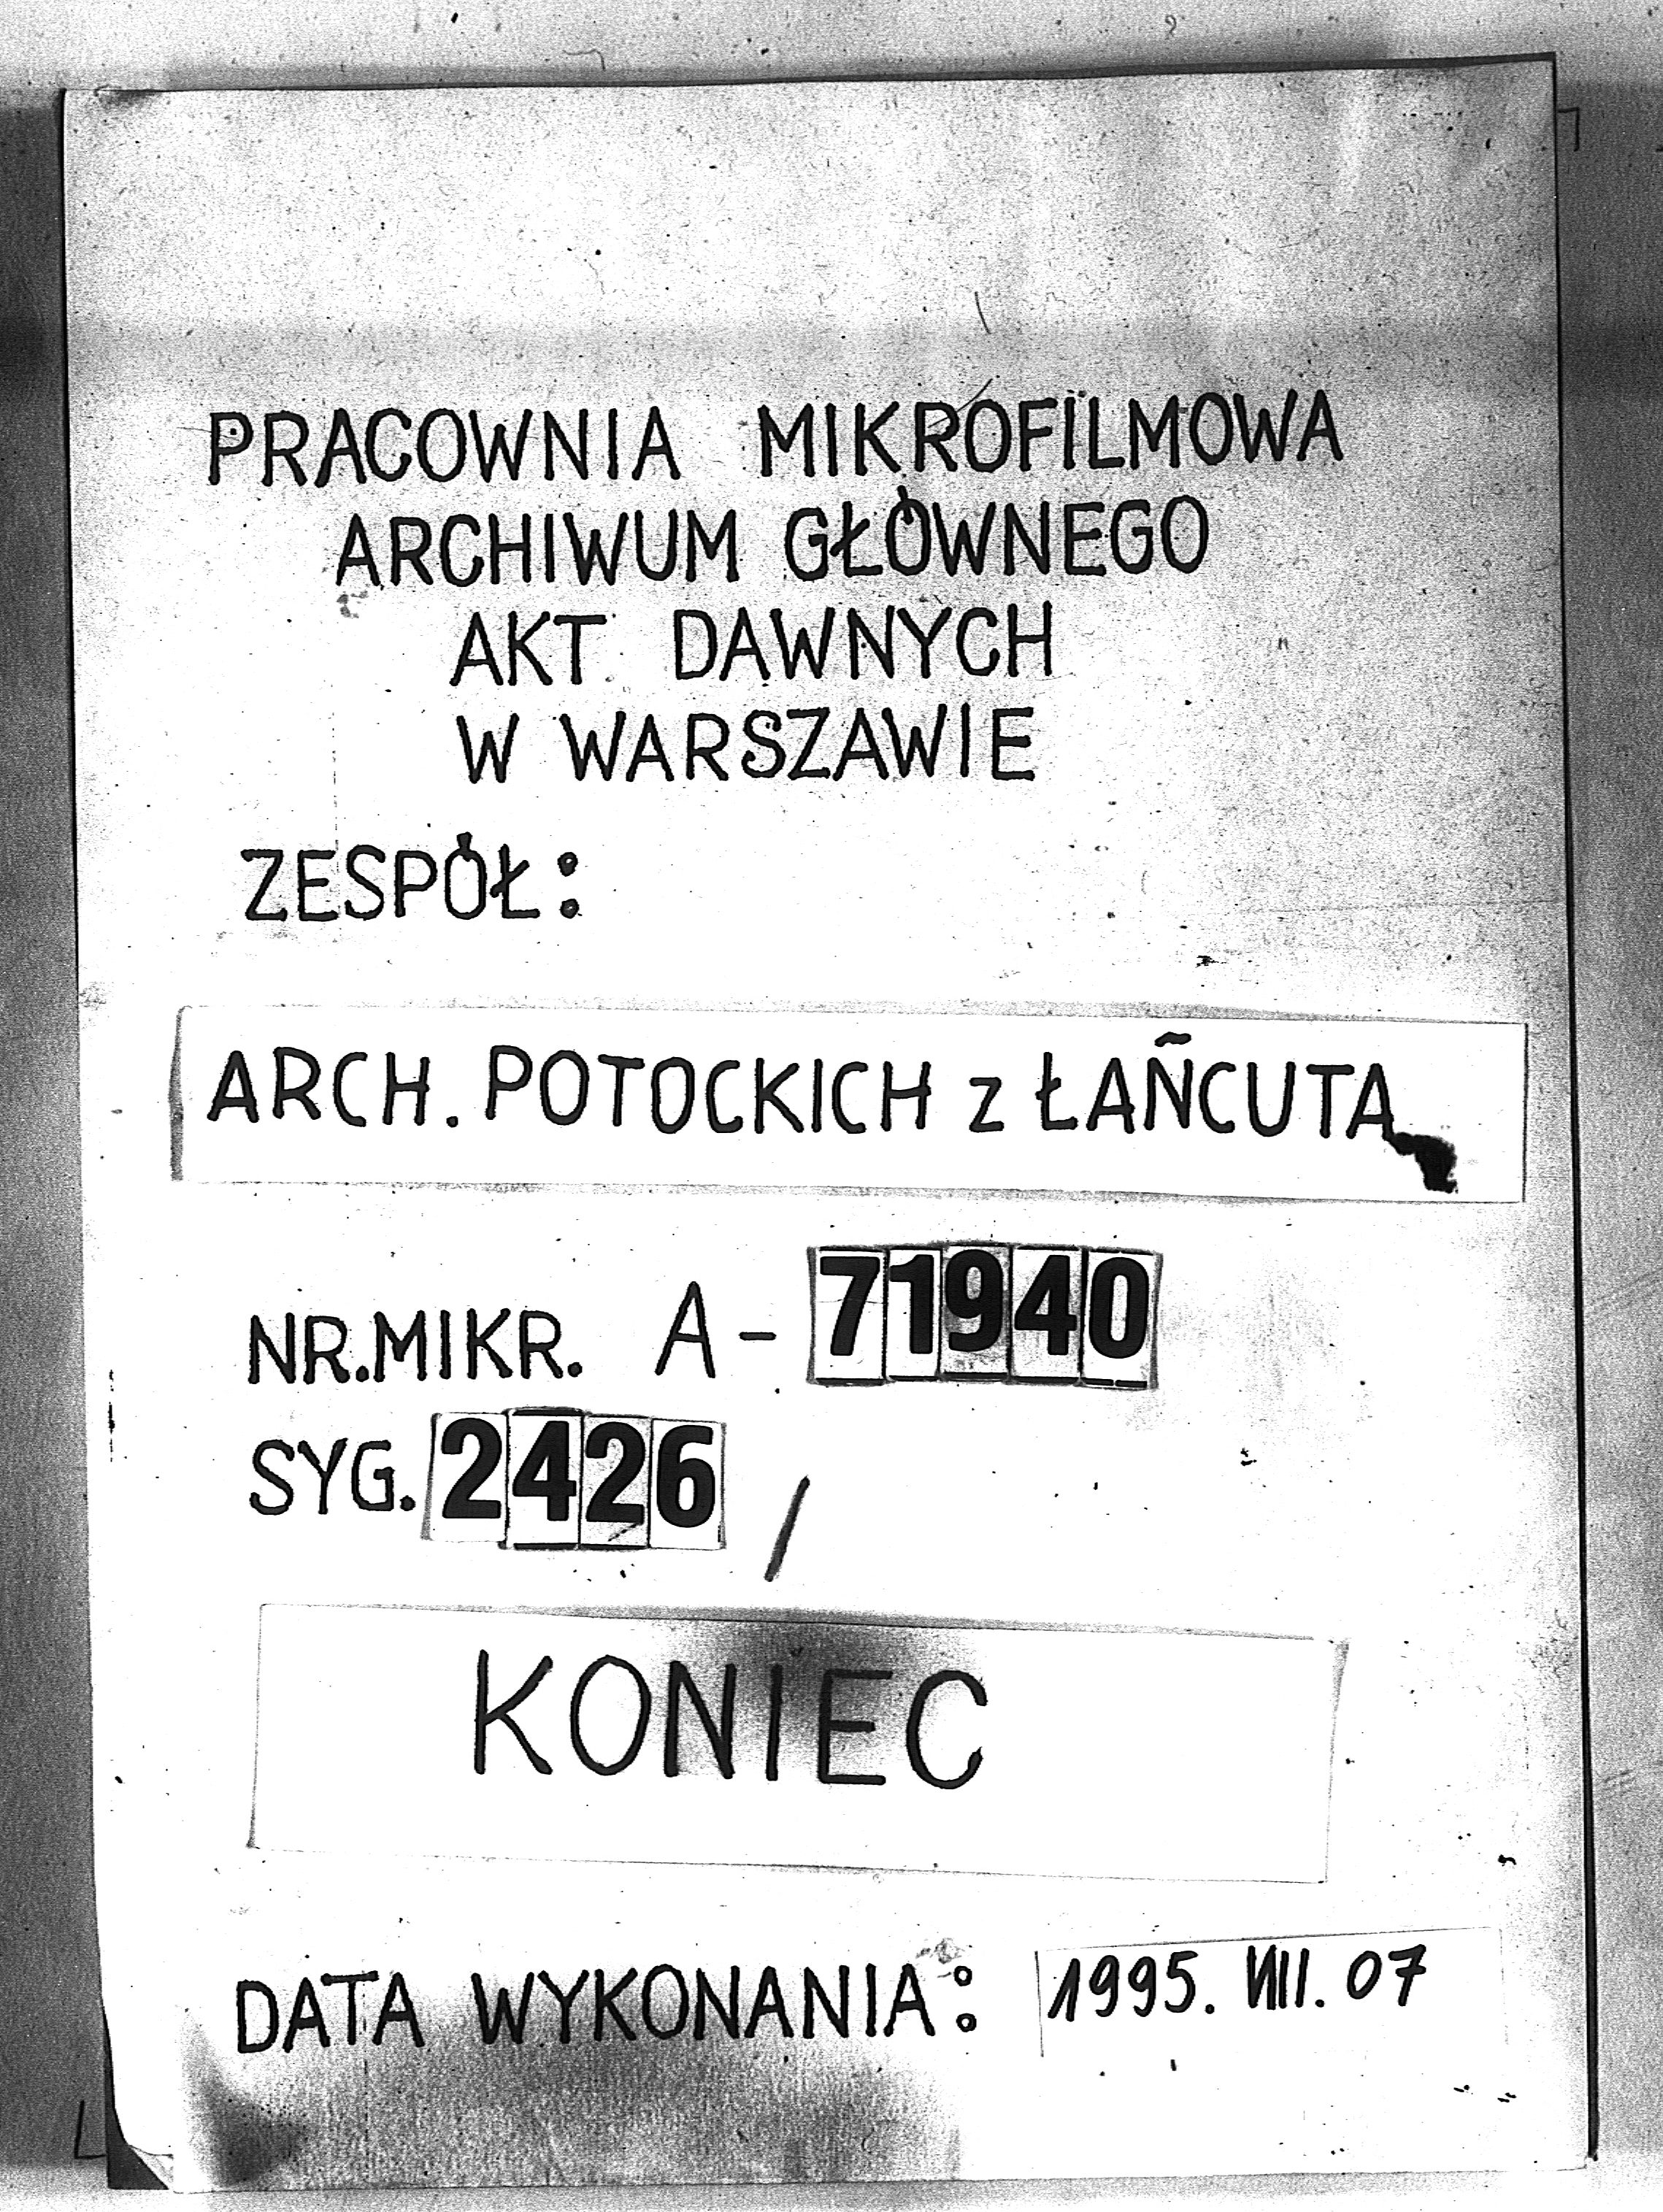 PRACOWNIA MIKROFILMOWA
ARCHIWUM GŁÓWNEGO
AKT DAWNYCH
W WARSZAWIE
ZESPÓŁ:
ARCH. POTOCKICH z ŁAŃCUTA
NR.MIKR. A-71940
SYG. 2426 /
KONIEC
DATA WYKONANIA: 1995. VIII. 07